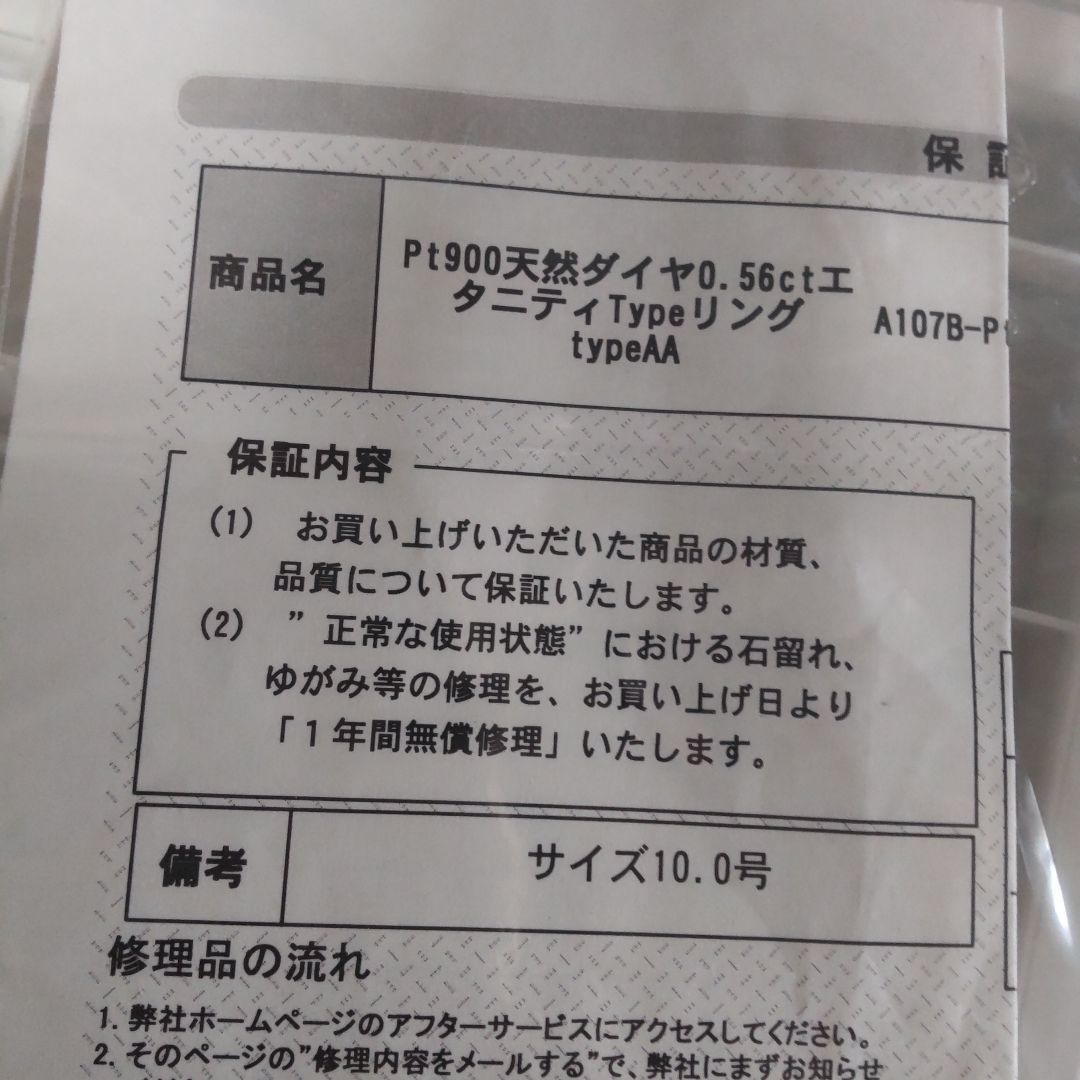 保 証
商品名
Pt900天然ダイヤ0.56ctエ
タニティTypeリング
typeAA
A107B-Pt
保証内容
(1) お買い上げいただいた商品の材質、
品質について保証いたします。
(2) ”正常な使用状態”における石留れ、
ゆがみ等の修理を、お買い上げ日より
「１年間無償修理」いたします。
備考
サイズ10.0号
修理品の流れ
1. 弊社ホームページのアフターサービスにアクセスしてください。
2. そのページの”修理内容をメールする”で、弊社にまずお知らせ